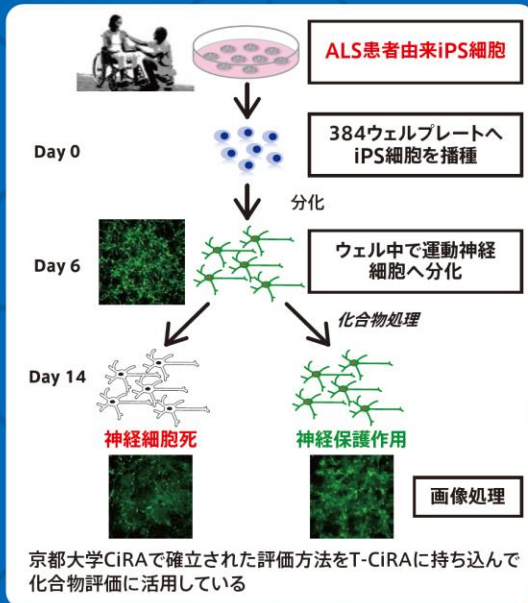 ALS患者由来iPS細胞
Day 0
384ウェルプレートへ
iPS細胞を播種
分化
Day 6
ウェル中で運動神経
細胞へ分化
化合物処理
Day 14
神経細胞死
神経保護作用
画像処理
京都大学CiRAで確立された評価方法をT-CiRAに持ち込んで
化合物評価に活用している